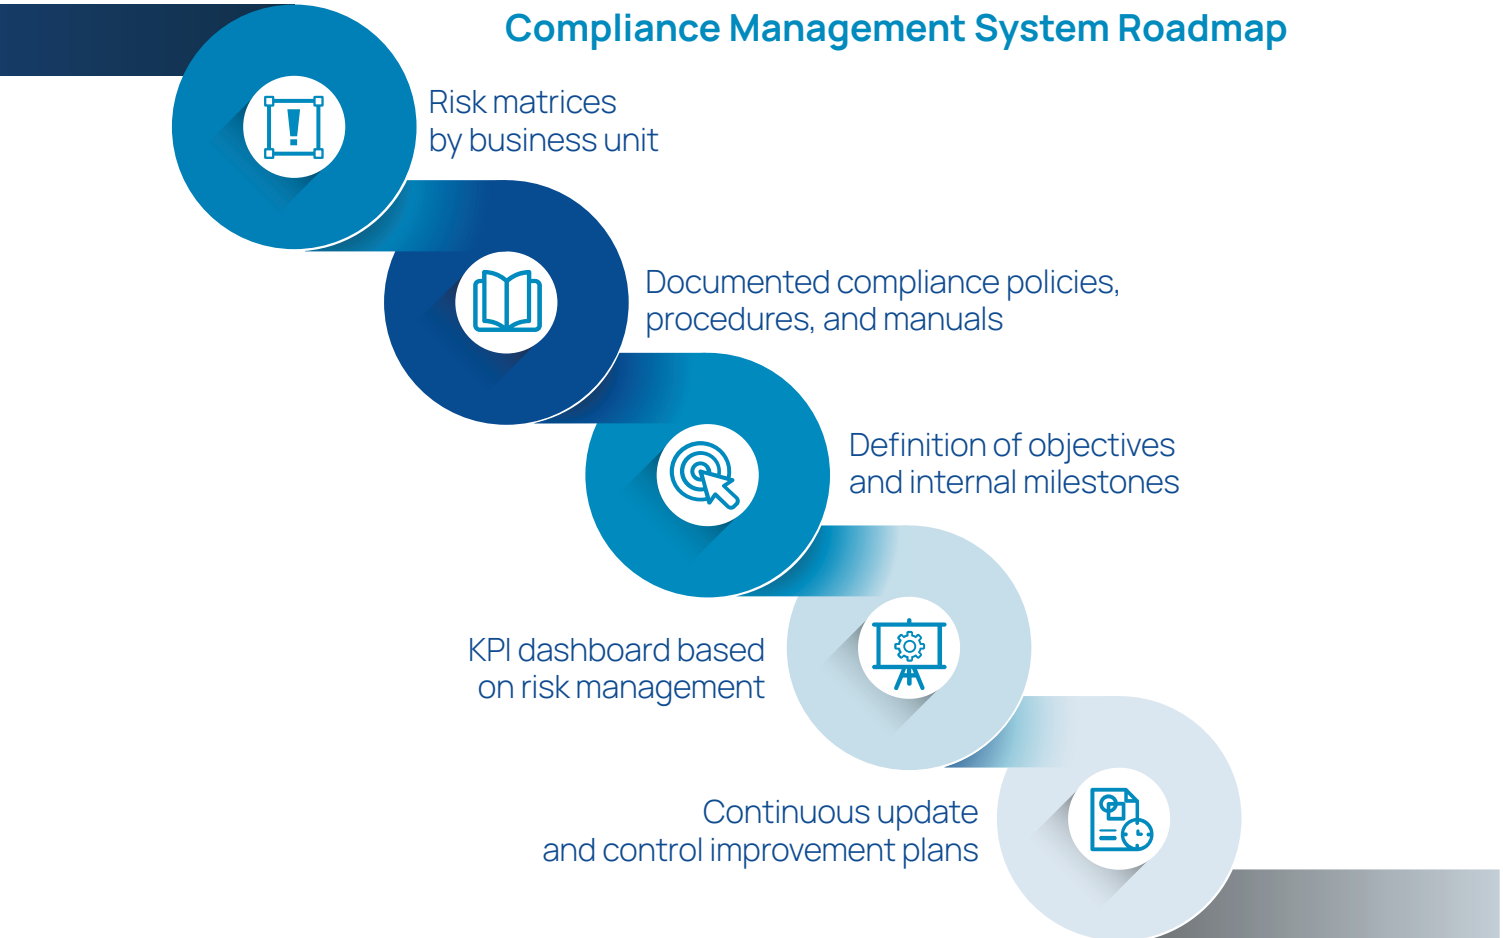 Compliance Management System Roadmap
Risk matrices
by business unit
Documented compliance policies,
procedures, and manuals
Definition of objectives
and internal milestones
KPI dashboard based
on risk management
Continuous update
and control improvement plans